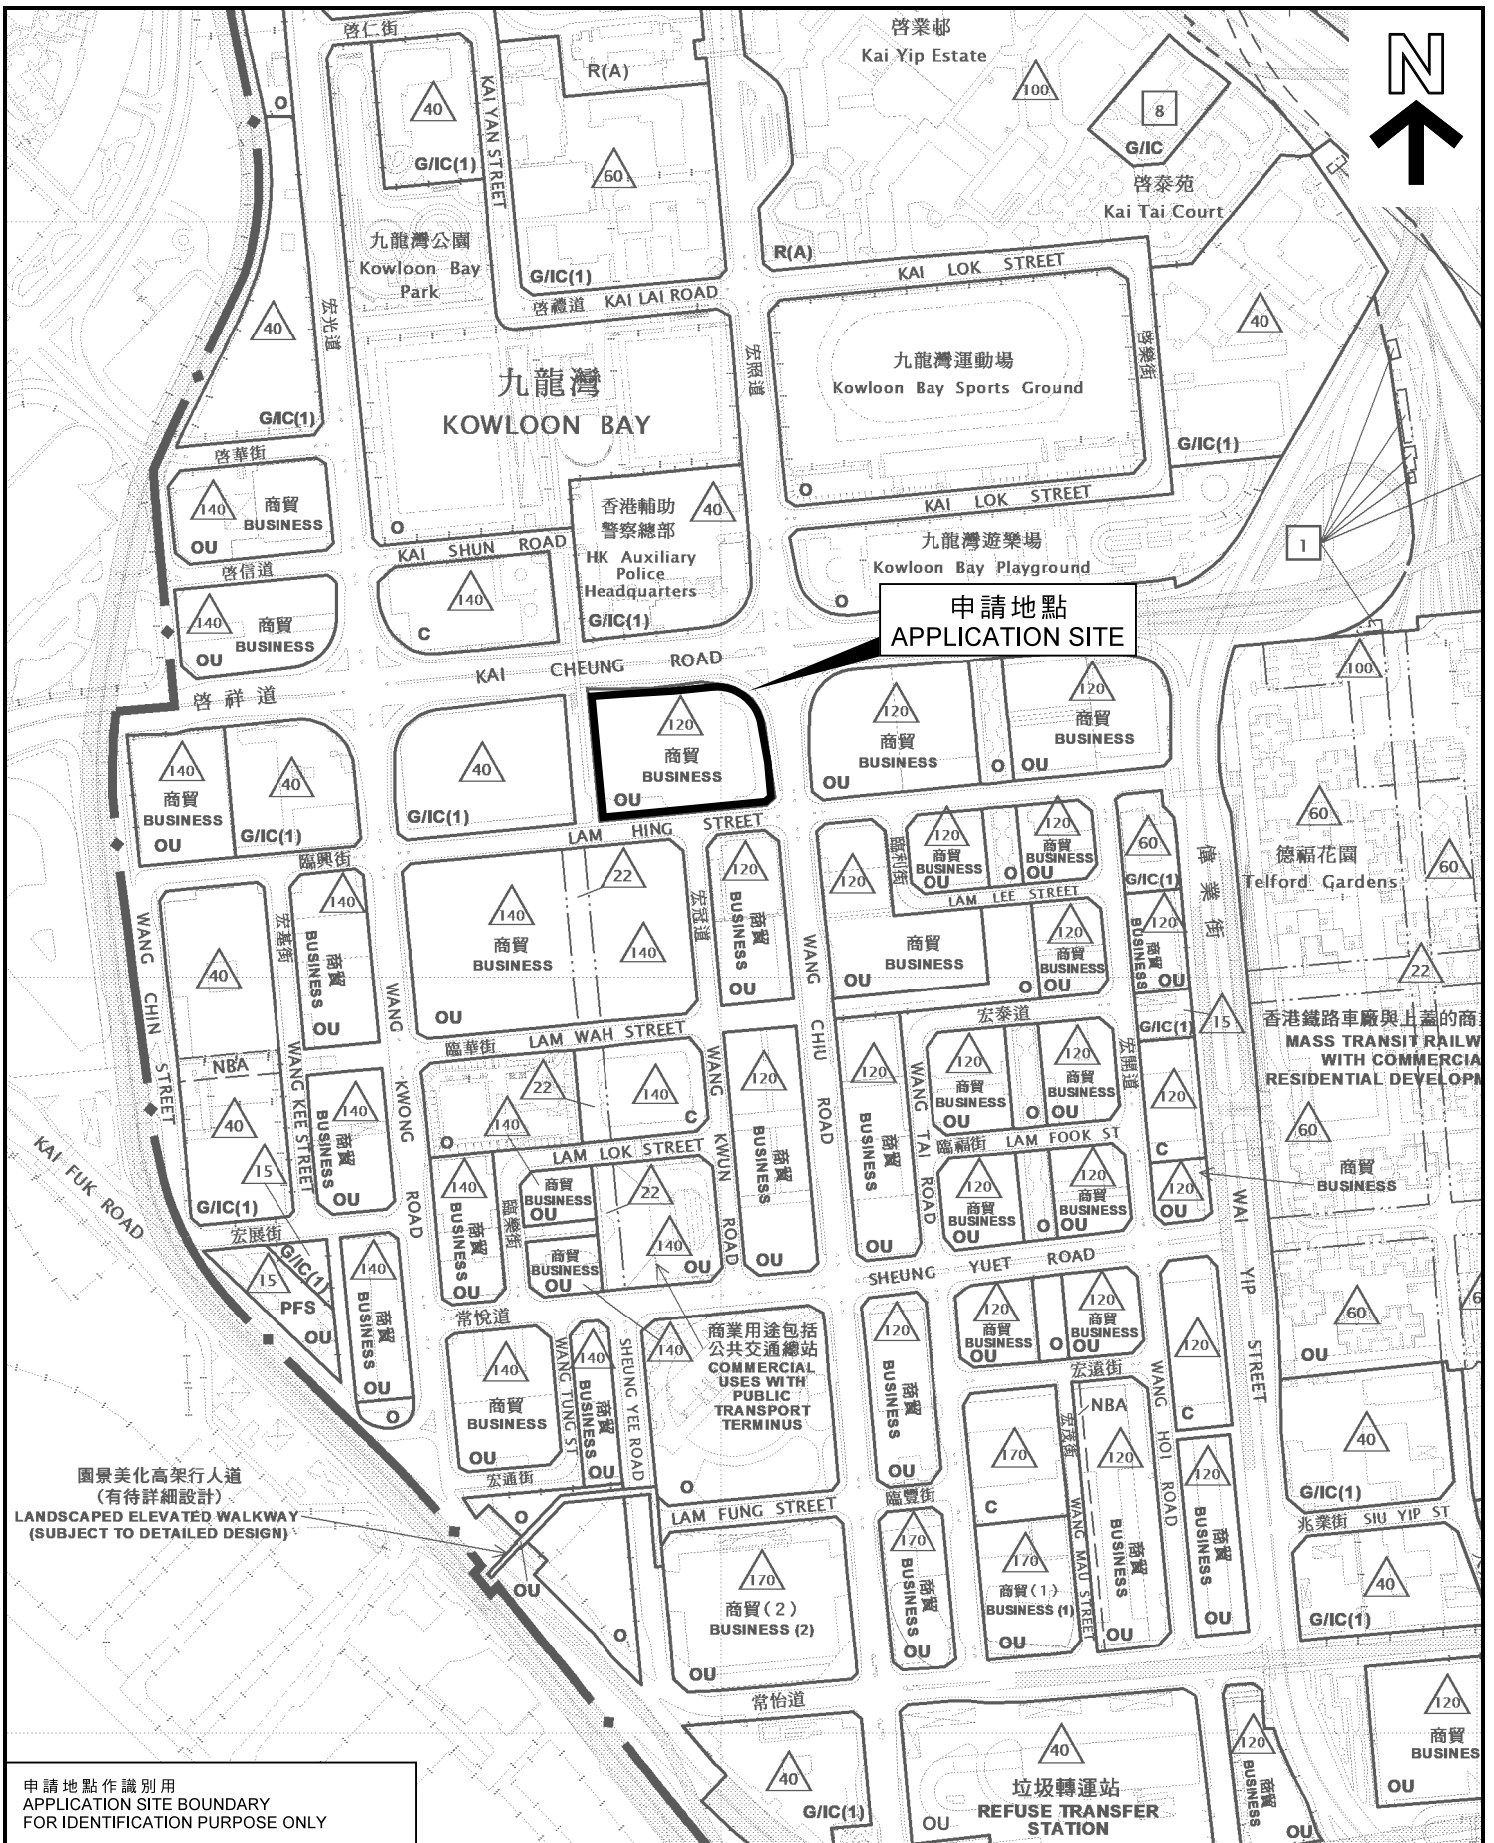 啓仁街
啓業邨
Kai Yip Estate
N
R(A)
100
8
G/IC
O
40
KAI YAN STREET
G/IC(1)
60
啓泰苑
Kai Tai Court
九龍灣公園
Kowloon Bay
Park
G/IC(1)
R(A)
KAI LOK STREET
啓禮道 KAI LAI ROAD
40
宏光道
G/IC(1)
九龍灣
KOWLOON BAY
宏照道
九龍灣運動場
Kowloon Bay Sports Ground
啓樂街
40
G/IC(1)
啓華街
140
商貿
BUSINESS
OU
O
香港輔助
警察總部
HK Auxiliary
Police
Headquarters
40
G/IC(1)
O
KAI LOK STREET
KAI SHUN ROAD
九龍灣遊樂場
Kowloon Bay Playground
O
1
啓信道
140
商貿
BUSINESS
OU
140
C
申請地點
APPLICATION SITE
KAI CHEUNG ROAD
啓祥道
100
120
商貿
BUSINESS
OU
120
商貿
BUSINESS
OU
O
120
商貿
BUSINESS
OU
140
商貿
BUSINESS
OU
40
G/IC(1)
40
G/IC(1)
LAM HING STREET
臨興街
60
德福花園
Telford Gardens
60
偉業街
120
商貿
BUSINESS
OU
O
120
商貿
BUSINESS
OU
60
G/IC(1)
臨利街
LAM LEE STREET
120
商貿
BUSINESS
OU
O
120
商貿
BUSINESS
OU
120
商貿
BUSINESS
OU
WANG CHIN STREET
40
宏基街
140
商貿
BUSINESS
OU
140
商貿
BUSINESS
OU
22
140
宏冠道
120
商貿
BUSINESS
OU
22
15
G/IC(1)
香港鐵路車廠與上蓋的商
MASS TRANSIT RAILW
WITH COMMERCIA
RESIDENTIAL DEVELOPM
宏泰道
宏開道
NBA
40
15
G/IC(1)
WANG KEE STREET
140
商貿
BUSINESS
OU
WANG KWONG ROAD
臨華街 LAM WAH STREET
22
140
O
140
C
WANG KWUN ROAD
120
商貿
BUSINESS
OU
WANG CHIU ROAD
120
商貿
BUSINESS
OU
WANG TAI ROAD
120
商貿
BUSINESS
OU
O
120
商貿
BUSINESS
OU
120
C
60
臨福街 LAM FOOK ST
120
商貿
BUSINESS
OU
O
120
商貿
BUSINESS
OU
120
OU
商貿
BUSINESS
LAM LOK STREET
140
商貿
BUSINESS
OU
臨樂街
商貿
BUSINESS
OU
商貿
BUSINESS
OU
22
140
OU
KAI FUK ROAD
宏展街
G/IC(1)
15
PFS
OU
140
商貿
BUSINESS
OU
O
SHEUNG YUET ROAD
常悅道
WAI YIP STREET
140
商貿
BUSINESS
OU
WANG TUNG ST
140
商貿
BUSINESS
OU
SHEUNG YEE ROAD
140
商業用途包括
公共交通總站
COMMERCIAL
USES WITH
PUBLIC
TRANSPORT
TERMINUS
O
120
商貿
BUSINESS
OU
120
商貿
BUSINESS
OU
O
120
商貿
BUSINESS
OU
宏遠街
120
C
60
OU
WANG HOI ROAD
170
C
宏茂街
NBA
120
商貿
BUSINESS
OU
120
商貿
BUSINESS
OU
40
G/IC(1)
兆業街 SIU YIP ST
40
G/IC(1)
宏通街
園景美化高架行人道
(有待詳細設計)
LANDSCAPED ELEVATED WALKWAY
(SUBJECT TO DETAILED DESIGN)
O
OU
O
LAM FUNG STREET
臨豐街
170
商貿(2)
BUSINESS (2)
OU
170
商貿
BUSINESS
OU
170
商貿(1)
BUSINESS (1)
OU
WANG MAU STREET
常怡道
40
G/IC(1)
40
垃圾轉運站
REFUSE TRANSFER
STATION
OU
120
商貿
BUSINESS
OU
120
商貿
BUSINES
OU
申請地點作識別用
APPLICATION SITE BOUNDARY
FOR IDENTIFICATION PURPOSE ONLY